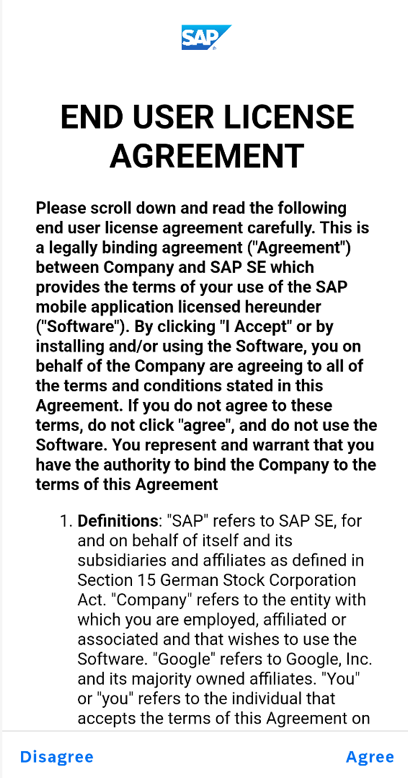 SAP
END USER LICENSE
AGREEMENT
Please scroll down and read the following
end user license agreement carefully. This is
a legally binding agreement ("Agreement")
between Company and SAP SE which
provides the terms of your use of the SAP
mobile application licensed hereunder
("Software"). By clicking "I Accept" or by
installing and/or using the Software, you on
behalf of the Company are agreeing to all of
the terms and conditions stated in this
Agreement. If you do not agree to these
terms, do not click "agree", and do not use the
Software. You represent and warrant that you
have the authority to bind the Company to the
terms of this Agreement
1. Definitions: "SAP" refers to SAP SE, for
and on behalf of itself and its
subsidiaries and affiliates as defined in
Section 15 German Stock Corporation
Act. "Company" refers to the entity with
which you are employed, affiliated or
associated and that wishes to use the
Software. "Google" refers to Google, Inc.
and its majority owned affiliates. "You"
or "you" refers to the individual that
accepts the terms of this Agreement on
Disagree
Agree